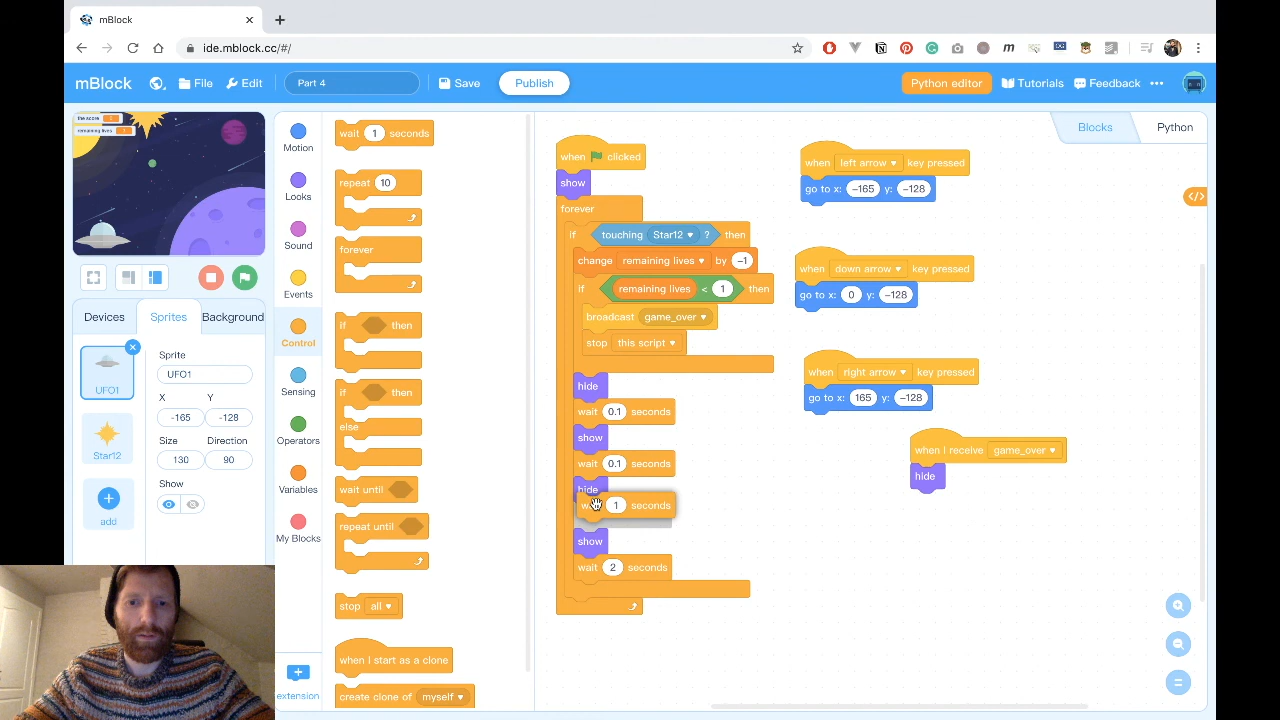 mBlock
ide.mblock.cc/#/
mBlock
File
Edit
Part 4
Save
Publish
Python editor
Tutorials
Feedback
the score
remaining lives
Devices
Sprites
Background
UFO1
Star12
add
Sprite
UFO1
X
Y
-165
-128
Size
Direction
130
90
Show
Motion
Looks
Sound
Events
Control
Sensing
Operators
Variables
My Blocks
extension
wait 1 seconds
repeat 10
forever
if then
if then
else
wait until
repeat until
stop all
when I start as a clone
create clone of myself
when clicked
show
forever
if touching Star12 ? then
change remaining lives by -1
if remaining lives < 1 then
broadcast game_over
stop this script
hide
wait 0.1 seconds
show
wait 0.1 seconds
hide
wait 1 seconds
show
wait 2 seconds
when left arrow key pressed
go to x: -165 y: -128
when down arrow key pressed
go to x: 0 y: -128
when right arrow key pressed
go to x: 165 y: -128
when I receive game_over
hide
Blocks
Python